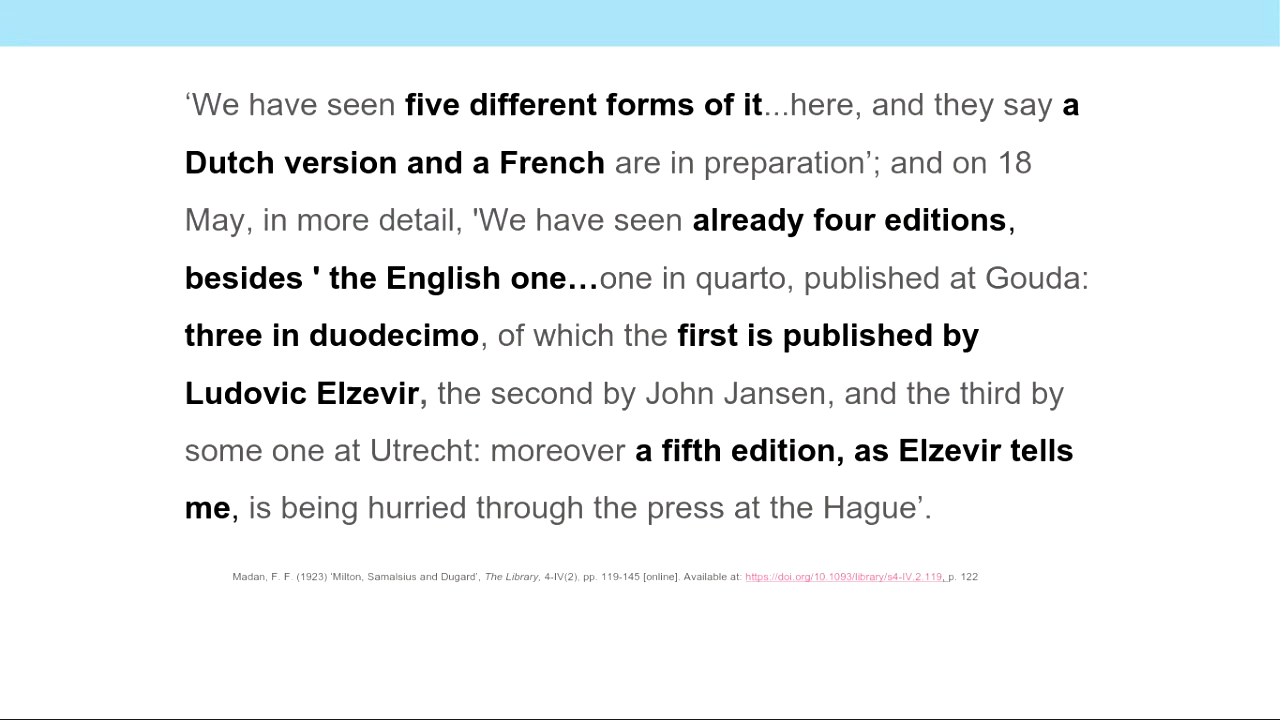 ‘We have seen five different forms of it...here, and they say a
Dutch version and a French are in preparation’; and on 18
May, in more detail, 'We have seen already four editions,
besides ' the English one…one in quarto, published at Gouda:
three in duodecimo, of which the first is published by
Ludovic Elzevir, the second by John Jansen, and the third by
some one at Utrecht: moreover a fifth edition, as Elzevir tells
me, is being hurried through the press at the Hague’.
Madan, F. F. (1923) ‘Milton, Samalsius and Dugard’, The Library, 4-IV(2), pp. 119-145 [online]. Available at: https://doi.org/10.1093/library/s4-IV.2.119, p. 122